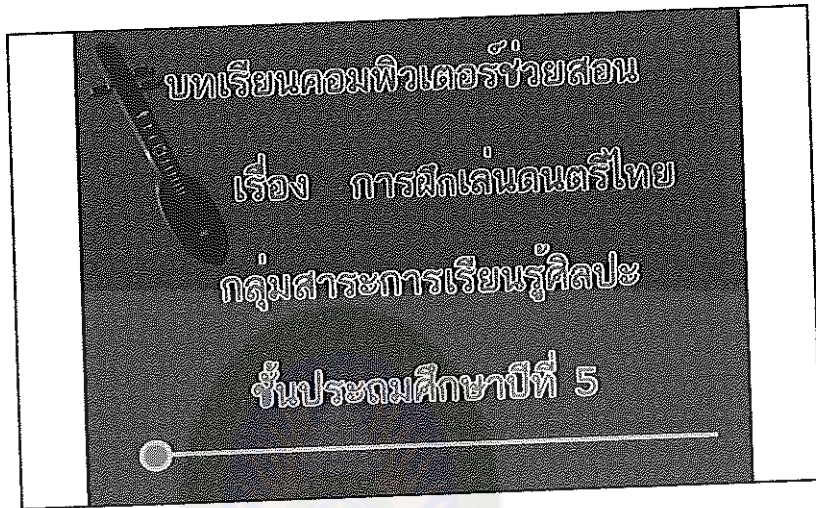 บทเรียนคอมพิวเตอร์ช่วยสอน
เรื่อง การฝึกเล่นดนตรีไทย
กลุ่มสาระการเรียนรู้ศิลปะ
ชั้นประถมศึกษาปีที่ 5